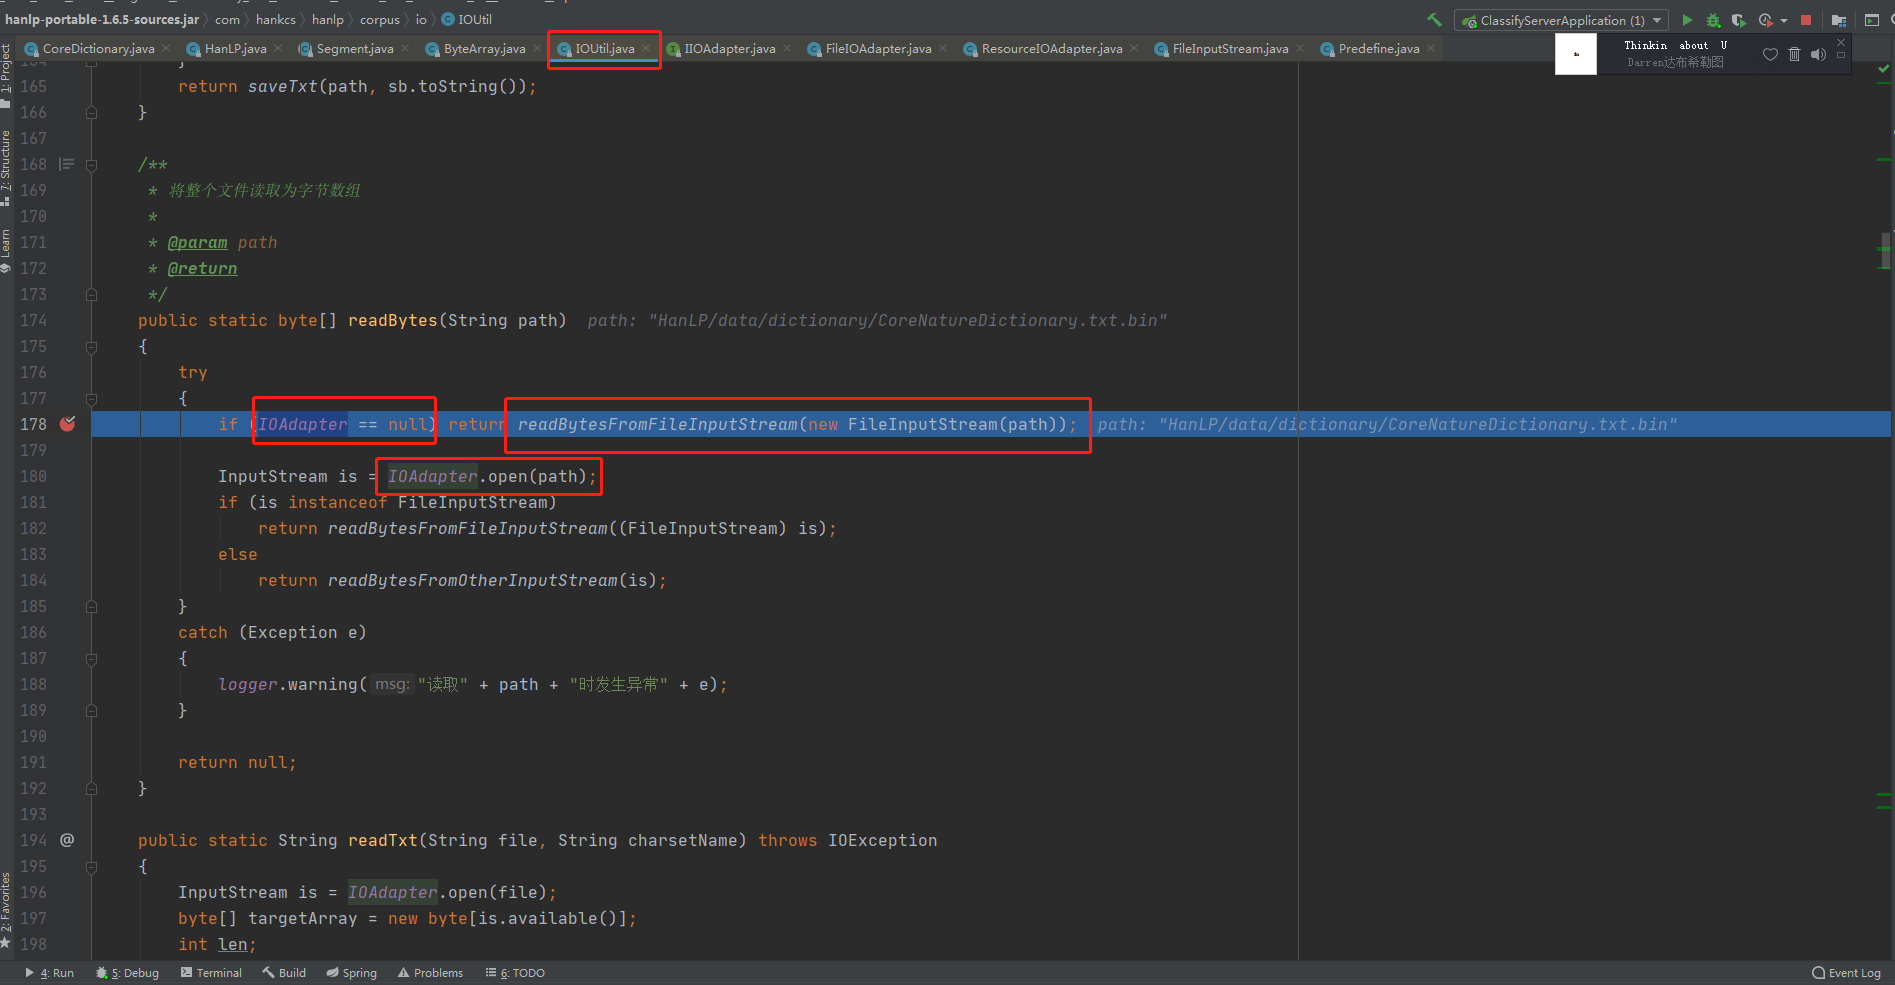 hanlp-portable-1.6.5-sources.jar com hankcs hanlp corpus io IOUtil ClassifyServerApplication (1)
CoreDictionary.java HanLP.java Segment.java ByteArray.java IOUtil.java IIOAdapter.java FileIOAdapter.java ResourceIOAdapter.java FileInputStream.java Predefine.java
Thinkin about U
Darren达布希勒图
1: Project
7: Structure
Learn
2: Favorites
164 }
165 return saveTxt(path, sb.toString());
166 }
167
168 /**
169 * 将整个文件读取为字节数组
170 *
171 * @param path
172 * @return
173 */
174 public static byte[] readBytes(String path) path: "HanLP/data/dictionary/CoreNatureDictionary.txt.bin"
175 {
176 try
177 {
178 if (IOAdapter == null) return readBytesFromFileInputStream(new FileInputStream(path)); path: "HanLP/data/dictionary/CoreNatureDictionary.txt.bin"
179
180 InputStream is = IOAdapter.open(path);
181 if (is instanceof FileInputStream)
182 return readBytesFromFileInputStream((FileInputStream) is);
183 else
184 return readBytesFromOtherInputStream(is);
185 }
186 catch (Exception e)
187 {
188 logger.warning( msg: "读取" + path + "时发生异常" + e);
189 }
190
191 return null;
192 }
193
194 @ public static String readTxt(String file, String charsetName) throws IOException
195 {
196 InputStream is = IOAdapter.open(file);
197 byte[] targetArray = new byte[is.available()];
198 int len;
4: Run 5: Debug Terminal Build Spring Problems 6: TODO Event Log